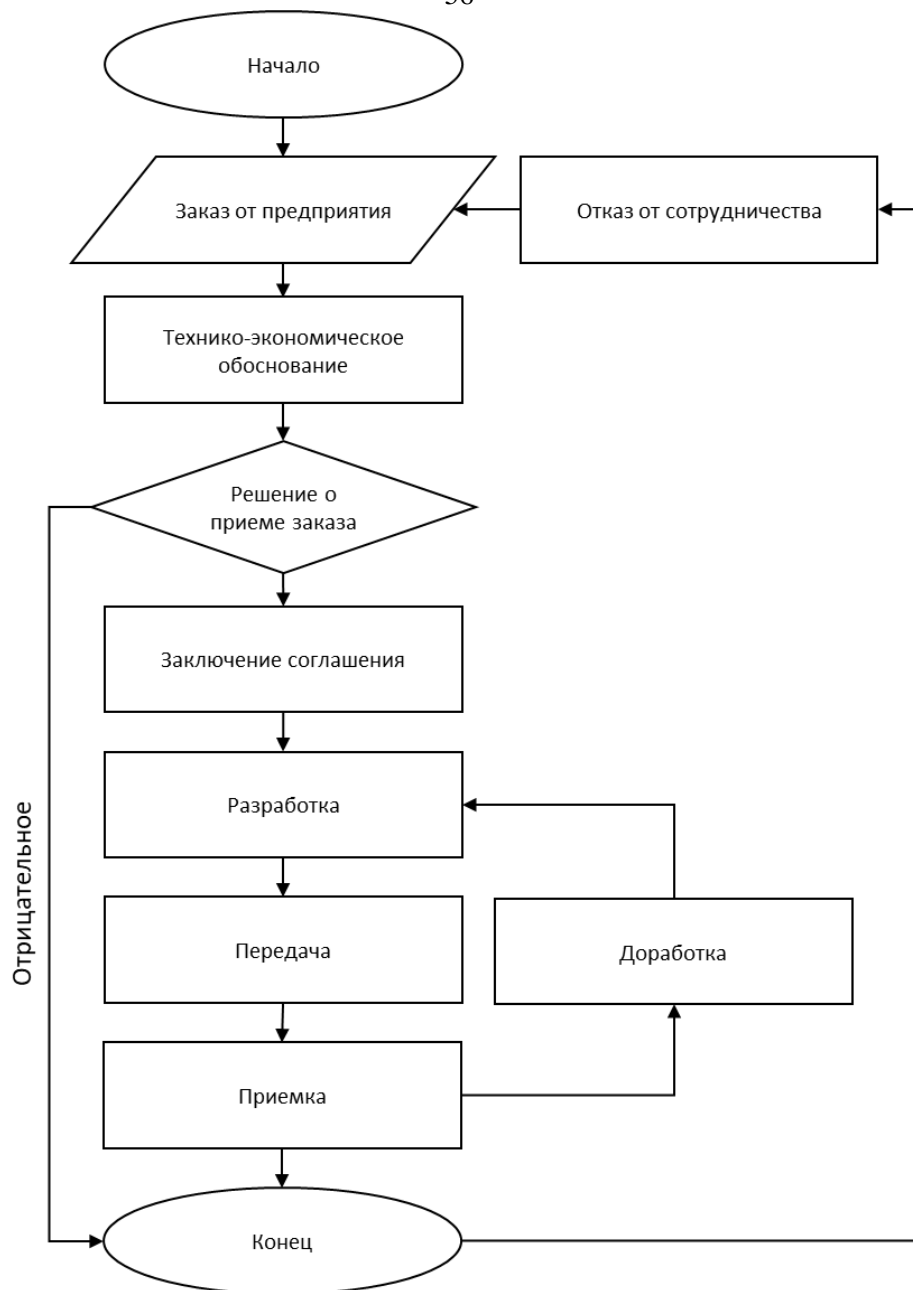 Начало
Заказ от предприятия
Отказ от сотрудничества
Технико-экономическое
обоснование
Решение о
приеме заказа
Заключение соглашения
Разработка
Отрицательное
Передача
Доработка
Приемка
Конец